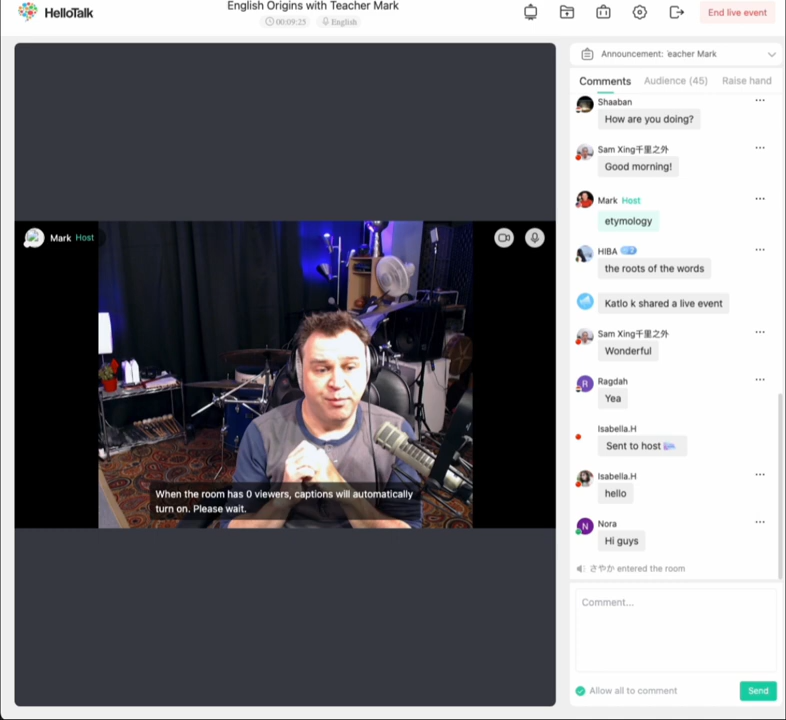 HelloTalk
English Origins with Teacher Mark
00:09:25 English
End live event
Mark Host
When the room has 0 viewers, captions will automatically
turn on. Please wait.
Announcement: eacher Mark
Comments Audience (45) Raise hand
Shaaban
How are you doing?
Sam Xing千里之外
Good morning!
Mark Host
etymology
HIBA
the roots of the words
Katlo k shared a live event
Sam Xing千里之外
Wonderful
R
Ragdah
Yea
Isabella.H
Sent to host
Isabella.H
hello
N
Nora
Hi guys
さやか entered the room
Comment...
Allow all to comment
Send